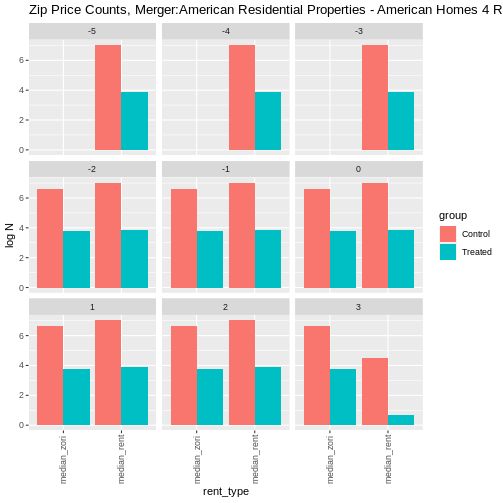 Zip Price Counts, Merger:American Residential Properties - American Homes 4 R
-5 -4 -3
6
4
2
0
-2 -1 0
6
4
2
0
1 2 3
6
4
2
0
log N
median_zori median_rent median_zori median_rent median_zori median_rent
rent_type
group
Control
Treated